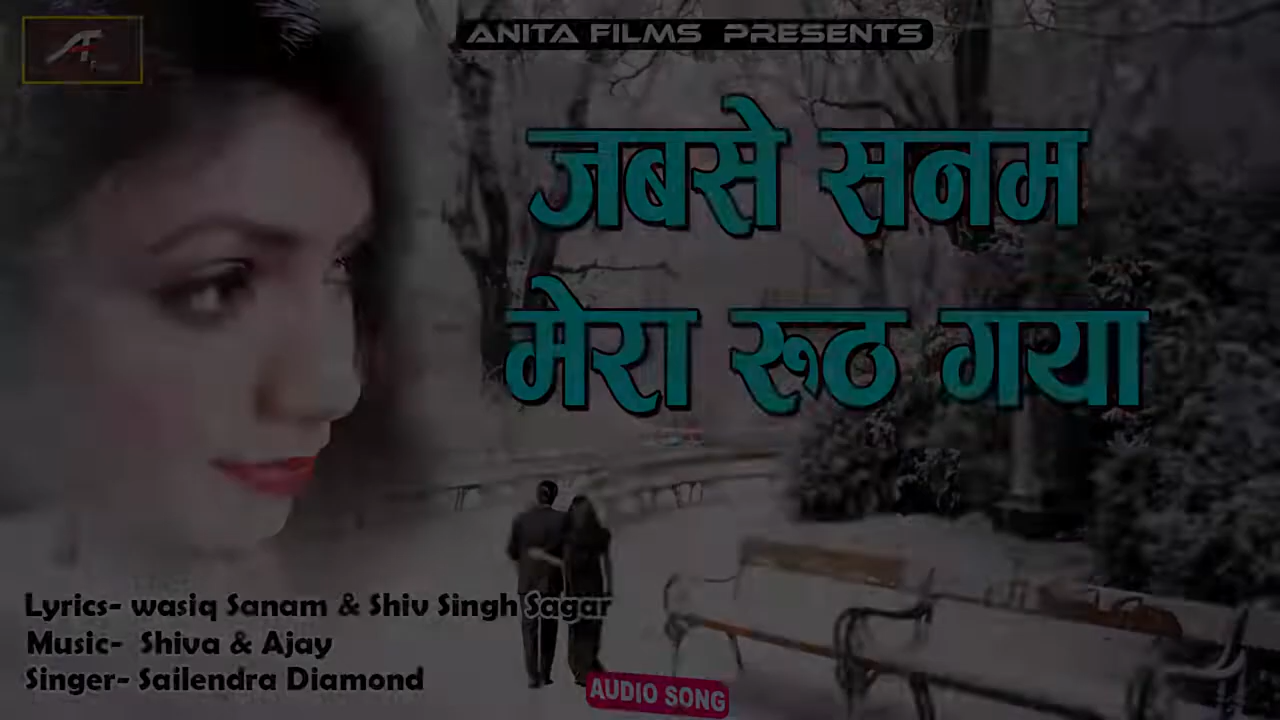 AF
ANITA FILMS PRESENTS
जबसे सनम
मेरा रूठ गया
Lyrics- wasiq Sanam & Shiv Singh Sagar
Music- Shiva & Ajay
Singer- Sailendra Diamond
AUDIO SONG